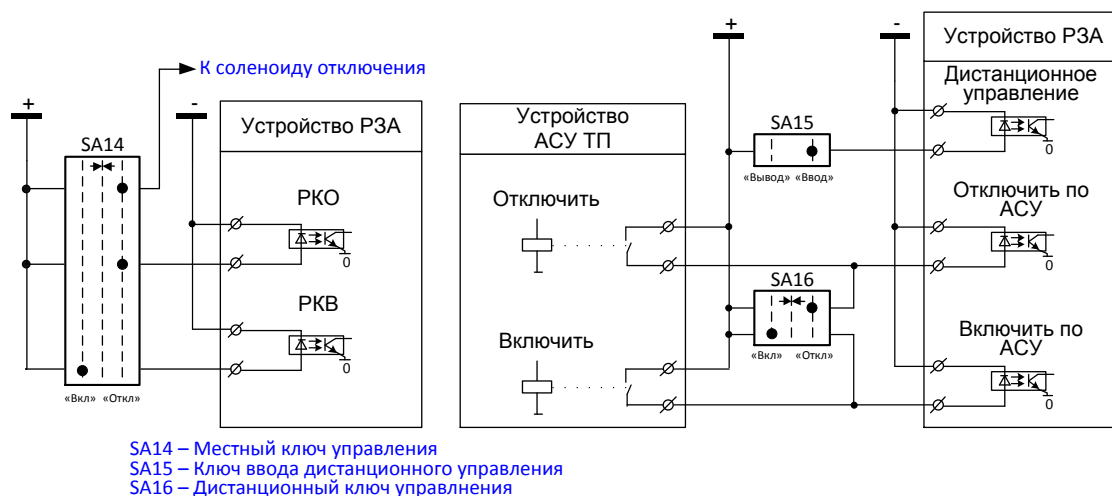 К соленоиду отключения
+
-
SA14
«Вкл» «Откл»
Устройство РЗА
РКО
0
РКВ
0
Устройство
АСУ ТП
Отключить
Включить
+
-
SA15
«Вывод» «Ввод»
SA16
«Вкл» «Откл»
Устройство РЗА
Дистанционное
управление
0
Отключить по
АСУ
0
Включить по
АСУ
0
SA14 – Местный ключ управления
SA15 – Ключ ввода дистанционного управления
SA16 – Дистанционный ключ управлнения